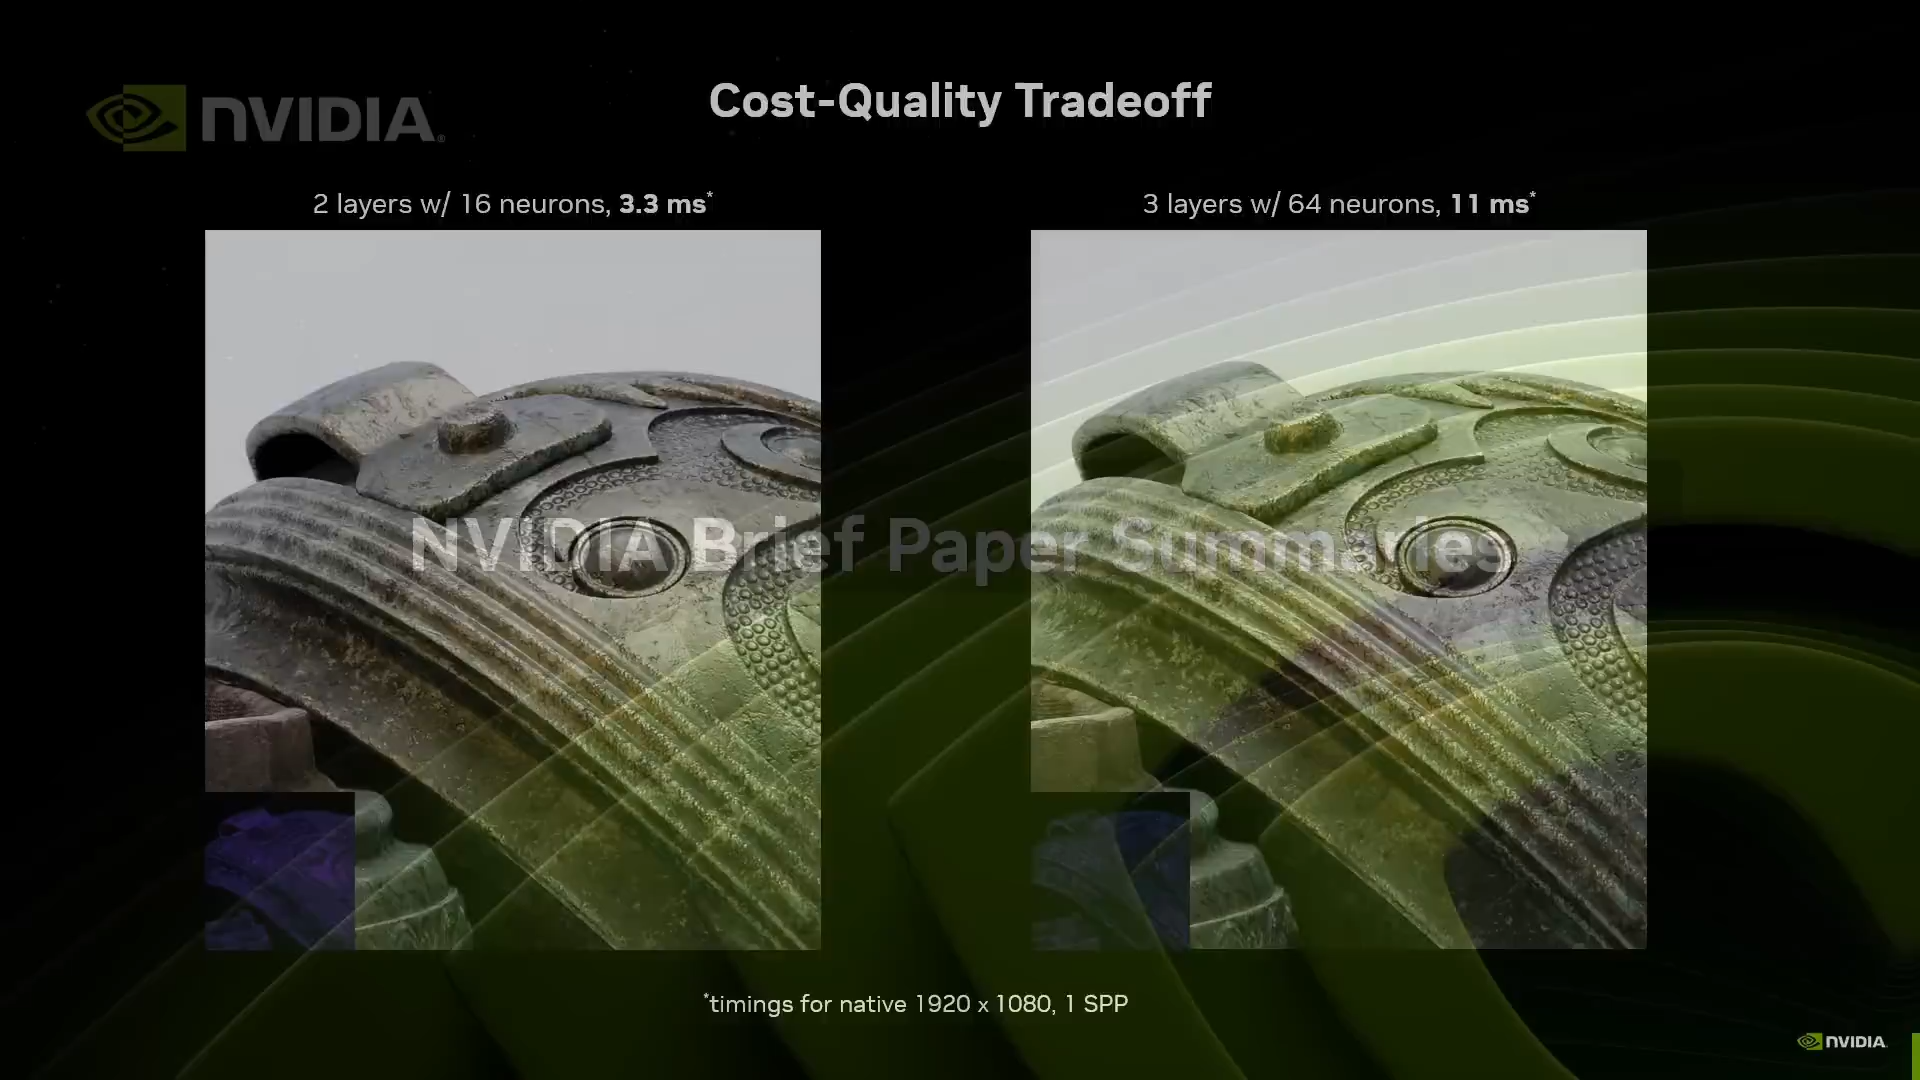 NVIDIA
Cost-Quality Tradeoff
2 layers w/ 16 neurons, 3.3 ms*
3 layers w/ 64 neurons, 11 ms*
NVIDIA Brief Paper Summaries
*timings for native 1920 x 1080, 1 SPP
NVIDIA